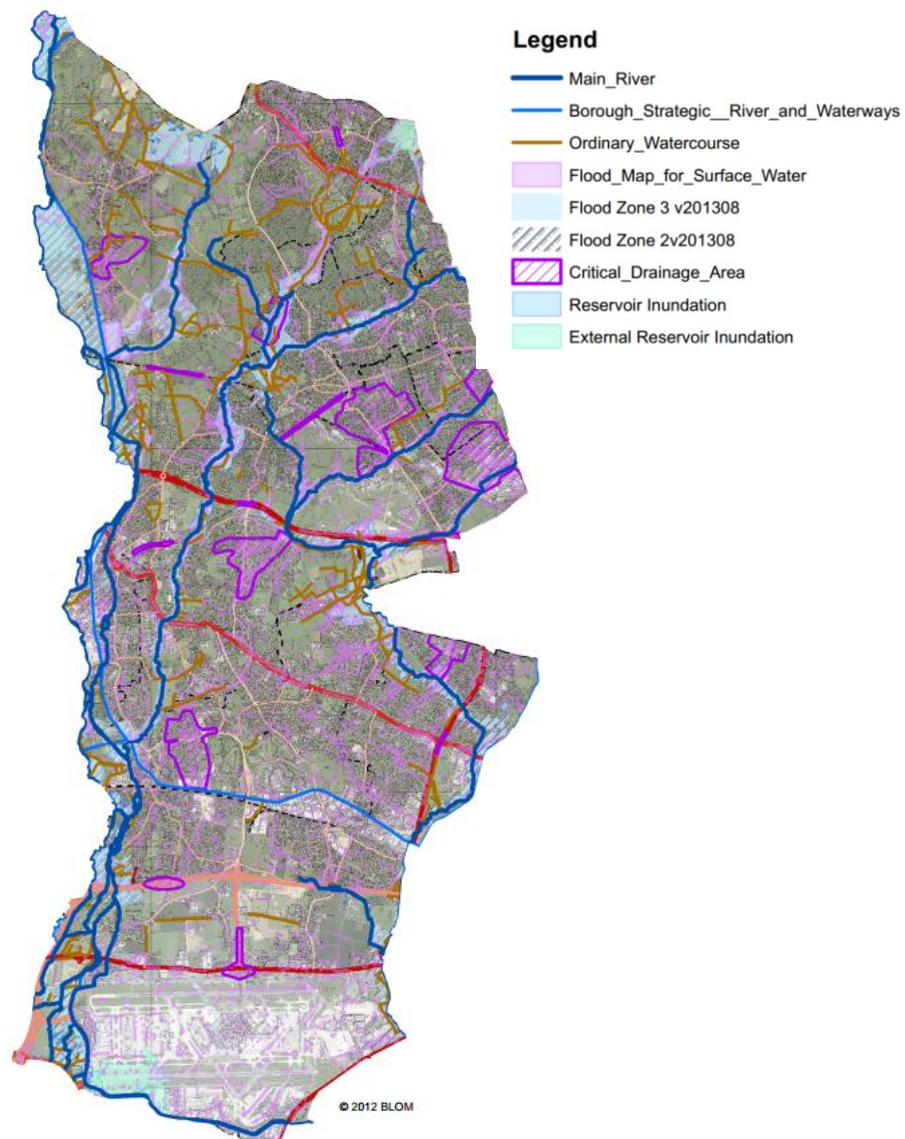 Legend
Main_River
Borough_Strategic__River_and_Waterways
Ordinary_Watercourse
Flood_Map_for_Surface_Water
Flood Zone 3 v201308
Flood Zone 2v201308
Critical_Drainage_Area
Reservoir Inundation
External Reservoir Inundation
© 2012 BLOM